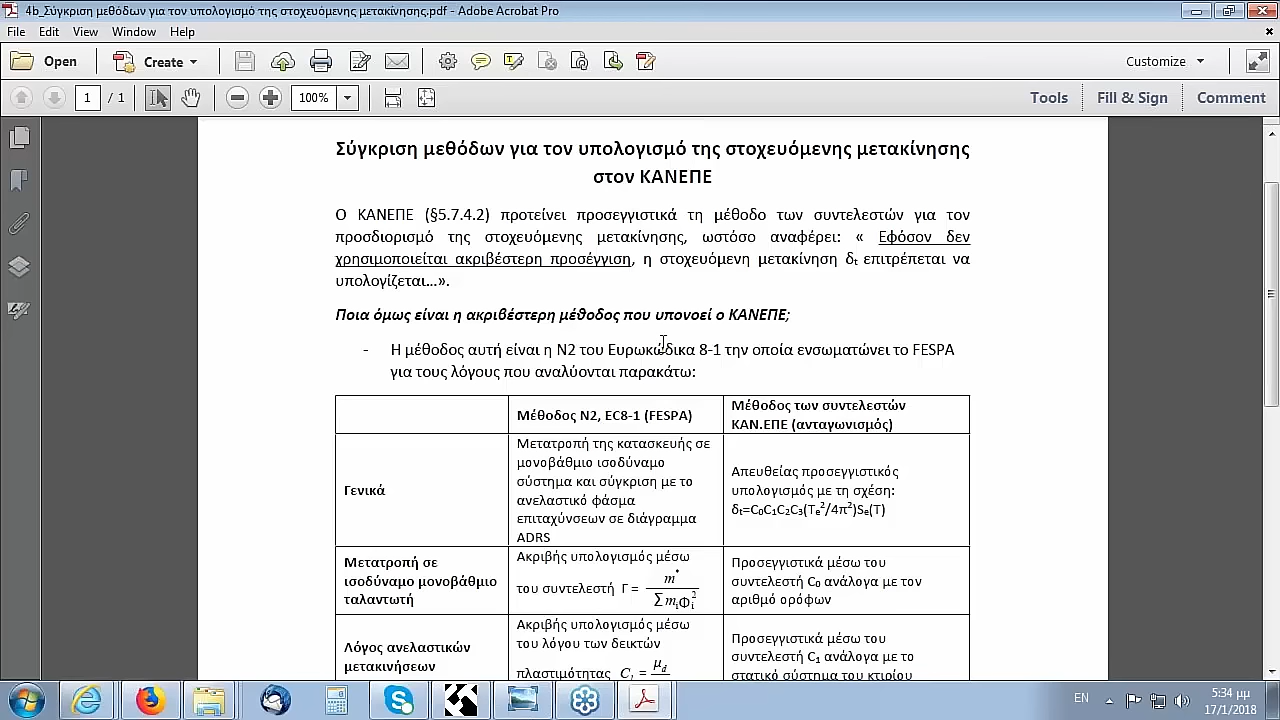 4b_Σύγκριση μεθόδων για τον υπολογισμό της στοχευόμενης μετακίνησης.pdf - Adobe Acrobat Pro
File Edit View Window Help
Open Create Customize
1 / 1 100% Tools Fill & Sign Comment
Σύγκριση μεθόδων για τον υπολογισμό της στοχευόμενης μετακίνησης
στον ΚΑΝΕΠΕ
Ο ΚΑΝΕΠΕ (§5.7.4.2) προτείνει προσεγγιστικά τη μέθοδο των συντελεστών για τον
προσδιορισμό της στοχευόμενης μετακίνησης, ωστόσο αναφέρει: « Εφόσον δεν
χρησιμοποιείται ακριβέστερη προσέγγιση, η στοχευόμενη μετακίνηση δt επιτρέπεται να
υπολογίζεται…».
Ποια όμως είναι η ακριβέστερη μέθοδος που υπονοεί ο ΚΑΝΕΠΕ;
- Η μέθοδος αυτή είναι η N2 του Ευρωκώδικα 8-1 την οποία ενσωματώνει το FESPA
για τους λόγους που αναλύονται παρακάτω:
Μέθοδος N2, EC8-1 (FESPA)
Μέθοδος των συντελεστών
ΚΑΝ.ΕΠΕ (ανταγωνισμός)
Γενικά
Μετατροπή της κατασκευής σε
μονοβάθμιο ισοδύναμο
σύστημα και σύγκριση με το
ανελαστικό φάσμα
επιταχύνσεων σε διάγραμμα
ADRS
Απευθείας προσεγγιστικός
υπολογισμός με τη σχέση:
δt=C₀C₁C₂C₃(Te²/4π²)Se(T)
Μετατροπή σε
ισοδύναμο μονοβάθμιο
ταλαντωτή
Ακριβής υπολογισμός μέσω
του συντελεστή Γ = m* / Σ mᵢΦᵢ²
Προσεγγιστικά μέσω του
συντελεστή C₀ ανάλογα με τον
αριθμό ορόφων
Λόγος ανελαστικών
μετακινήσεων
Ακριβής υπολογισμός μέσω
του λόγου των δεικτών
πλαστιμότητας C₁ = μd
Προσεγγιστικά μέσω του
συντελεστή C₁ ανάλογα με το
στατικό σύστημα του κτιρίου
EN 5:34 μμ
17/1/2018